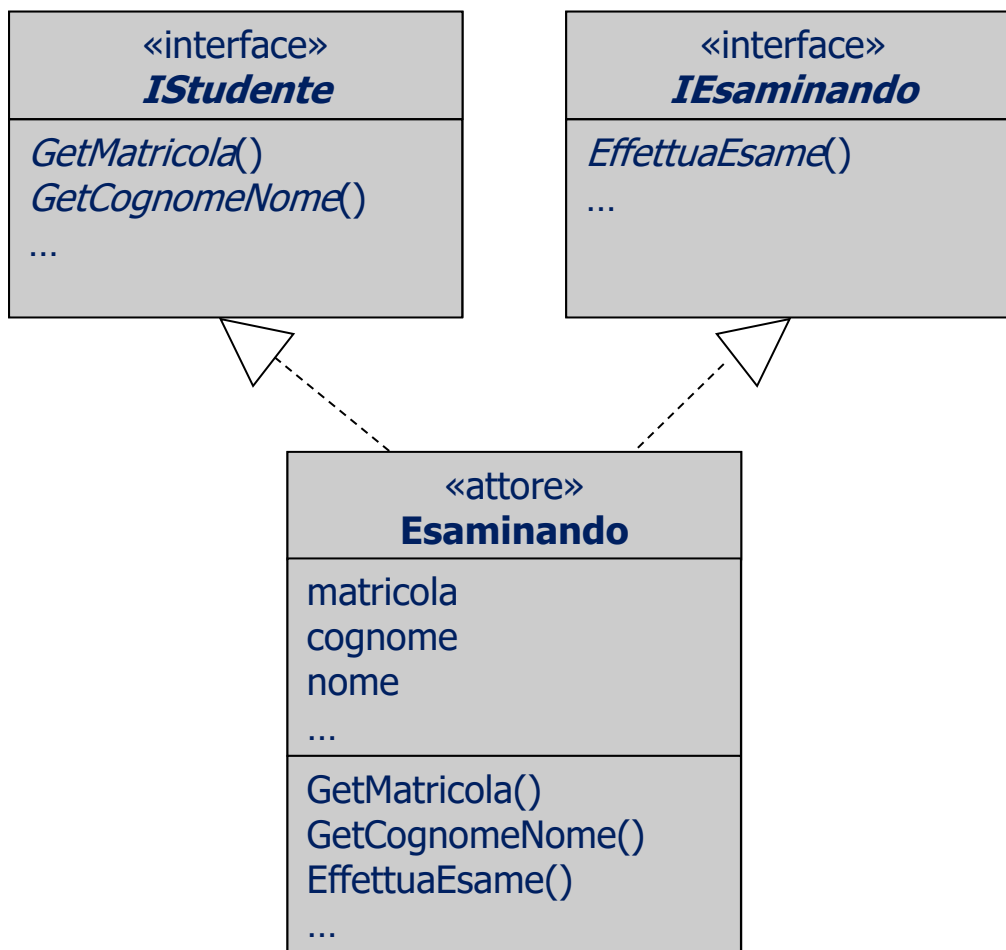 «interface»
IStudente
GetMatricola()
GetCognomeNome()
...
«interface»
IEsaminando
EffettuaEsame()
...
«attore»
Esaminando
matricola
cognome
nome
...
GetMatricola()
GetCognomeNome()
EffettuaEsame()
...